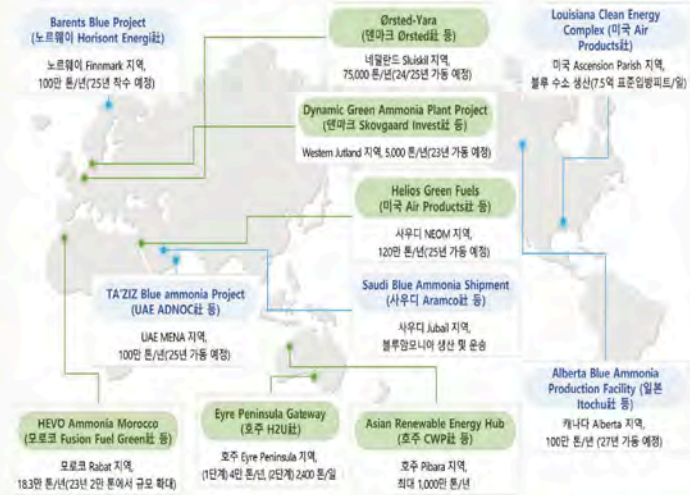 Barents Blue Project
(노르웨이 Horisont Energi社)
노르웨이 Finnmark 지역,
100만 톤/년('25년 착수 예정)
Ørsted-Yara
(덴마크 Ørsted社 등)
네덜란드 Sluiskil 지역,
75,000 톤/년('24/25년 가동 예정)
Louisiana Clean Energy
Complex (미국 Air
Products社)
미국 Ascension Parish 지역,
블루 수소 생산(7.5억 표준입방피트/일)
Dynamic Green Ammonia Plant Project
(덴마크 Skovgaard Invest社 등)
Western Jutland 지역, 5,000 톤/년('23년 가동 예정)
Helios Green Fuels
(미국 Air Products社 등)
사우디 NEOM 지역,
120만 톤/년('25년 가동 예정)
TA'ZIZ Blue ammonia Project
(UAE ADNOC社 등)
UAE MENA 지역,
100만 톤/년('25년 가동 예정)
Saudi Blue Ammonia Shipment
(사우디 Aramco社 등)
사우디 Jubail 지역,
블루암모니아 생산 및 운송
Alberta Blue Ammonia
Production Facility (일본
Itochu社 등)
캐나다 Alberta 지역,
100만 톤/년 ('27년 가동 예정)
HEVO Ammonia Morocco
(모로코 Fusion Fuel Green社 등)
모로코 Rabat 지역,
18.3만 톤/년('23년 2만 톤에서 규모 확대)
Eyre Peninsula Gateway
(호주 H2U社)
호주 Eyre Peninsula 지역,
(1단계) 4만 톤/년, (2단계) 2,400 톤/일
Asian Renewable Energy Hub
(호주 CWP社 등)
호주 Pibara 지역,
최대 1,000만 톤/년